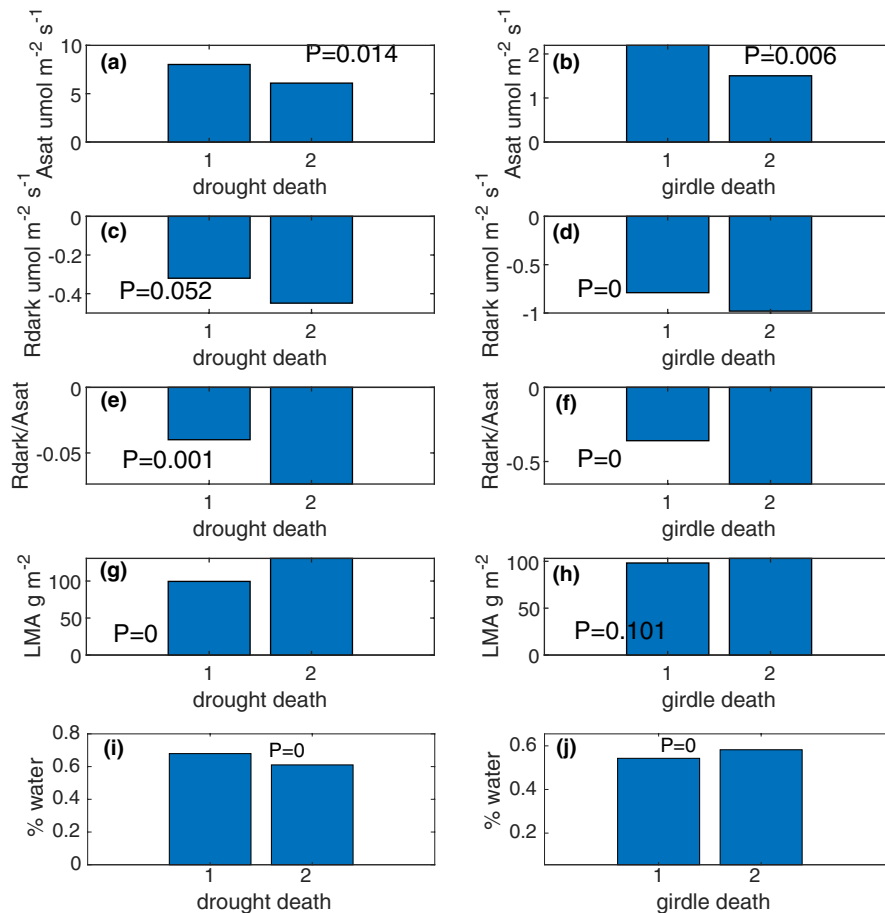 Asat umol m⁻² s⁻¹
10
5
0
(a)
P=0.014
1 2
drought death
Asat umol m⁻² s⁻¹
2
1
0
(b)
P=0.006
1 2
girdle death
Rdark umol m⁻² s⁻¹
0
-0.2
-0.4
(c)
P=0.052
1 2
drought death
Rdark umol m⁻² s⁻¹
0
-0.5
-1
(d)
P=0
1 2
girdle death
Rdark/Asat
0
-0.05
(e)
P=0.001
1 2
drought death
Rdark/Asat
0
-0.5
(f)
P=0
1 2
girdle death
LMA g m⁻²
100
50
0
(g)
P=0
1 2
drought death
LMA g m⁻²
100
50
0
(h)
P=0.101
1 2
girdle death
% water
0.8
0.6
0.4
0.2
0
(i)
P=0
1 2
drought death
% water
0.6
0.4
0.2
(j)
P=0
1 2
girdle death